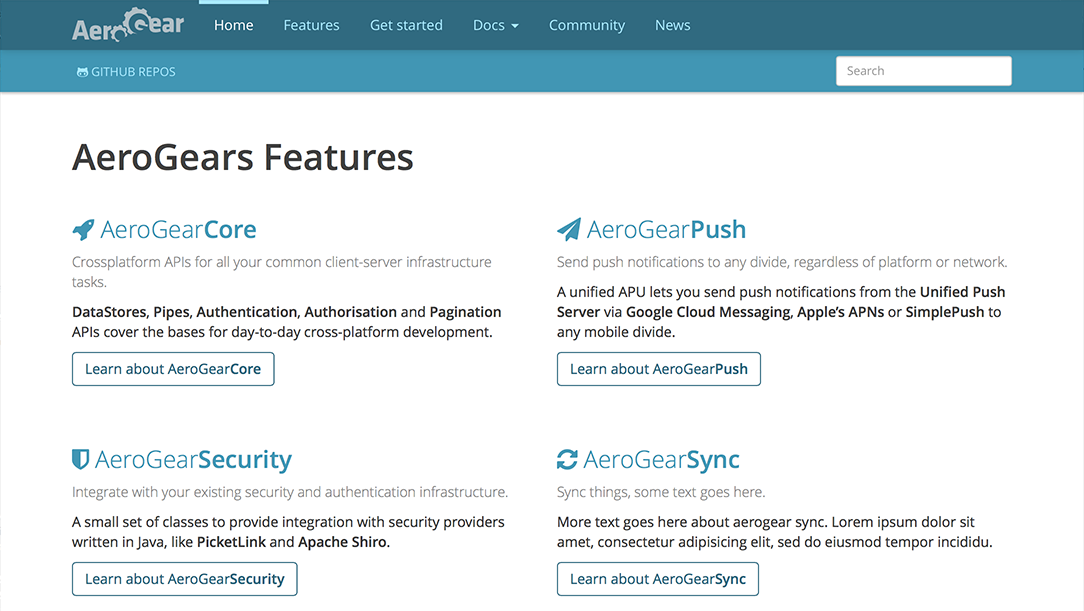 AeroGear
Home Features Get started Docs Community News
GITHUB REPOS
Search
AeroGears Features
AeroGearCore
Crossplatform APIs for all your common client-server infrastructure
tasks.
DataStores, Pipes, Authentication, Authorisation and Pagination
APIs cover the bases for day-to-day cross-platform development.
Learn about AeroGearCore
AeroGearPush
Send push notifications to any divide, regardless of platform or network.
A unified APU lets you send push notifications from the Unified Push
Server via Google Cloud Messaging, Apple’s APNs or SimplePush to
any mobile divide.
Learn about AeroGearPush
AeroGearSecurity
Integrate with your existing security and authentication infrastructure.
A small set of classes to provide integration with security providers
written in Java, like PicketLink and Apache Shiro.
Learn about AeroGearSecurity
AeroGearSync
Sync things, some text goes here.
More text goes here about aerogear sync. Lorem ipsum dolor sit
amet, consectetur adipisicing elit, sed do eiusmod tempor incididu.
Learn about AeroGearSync